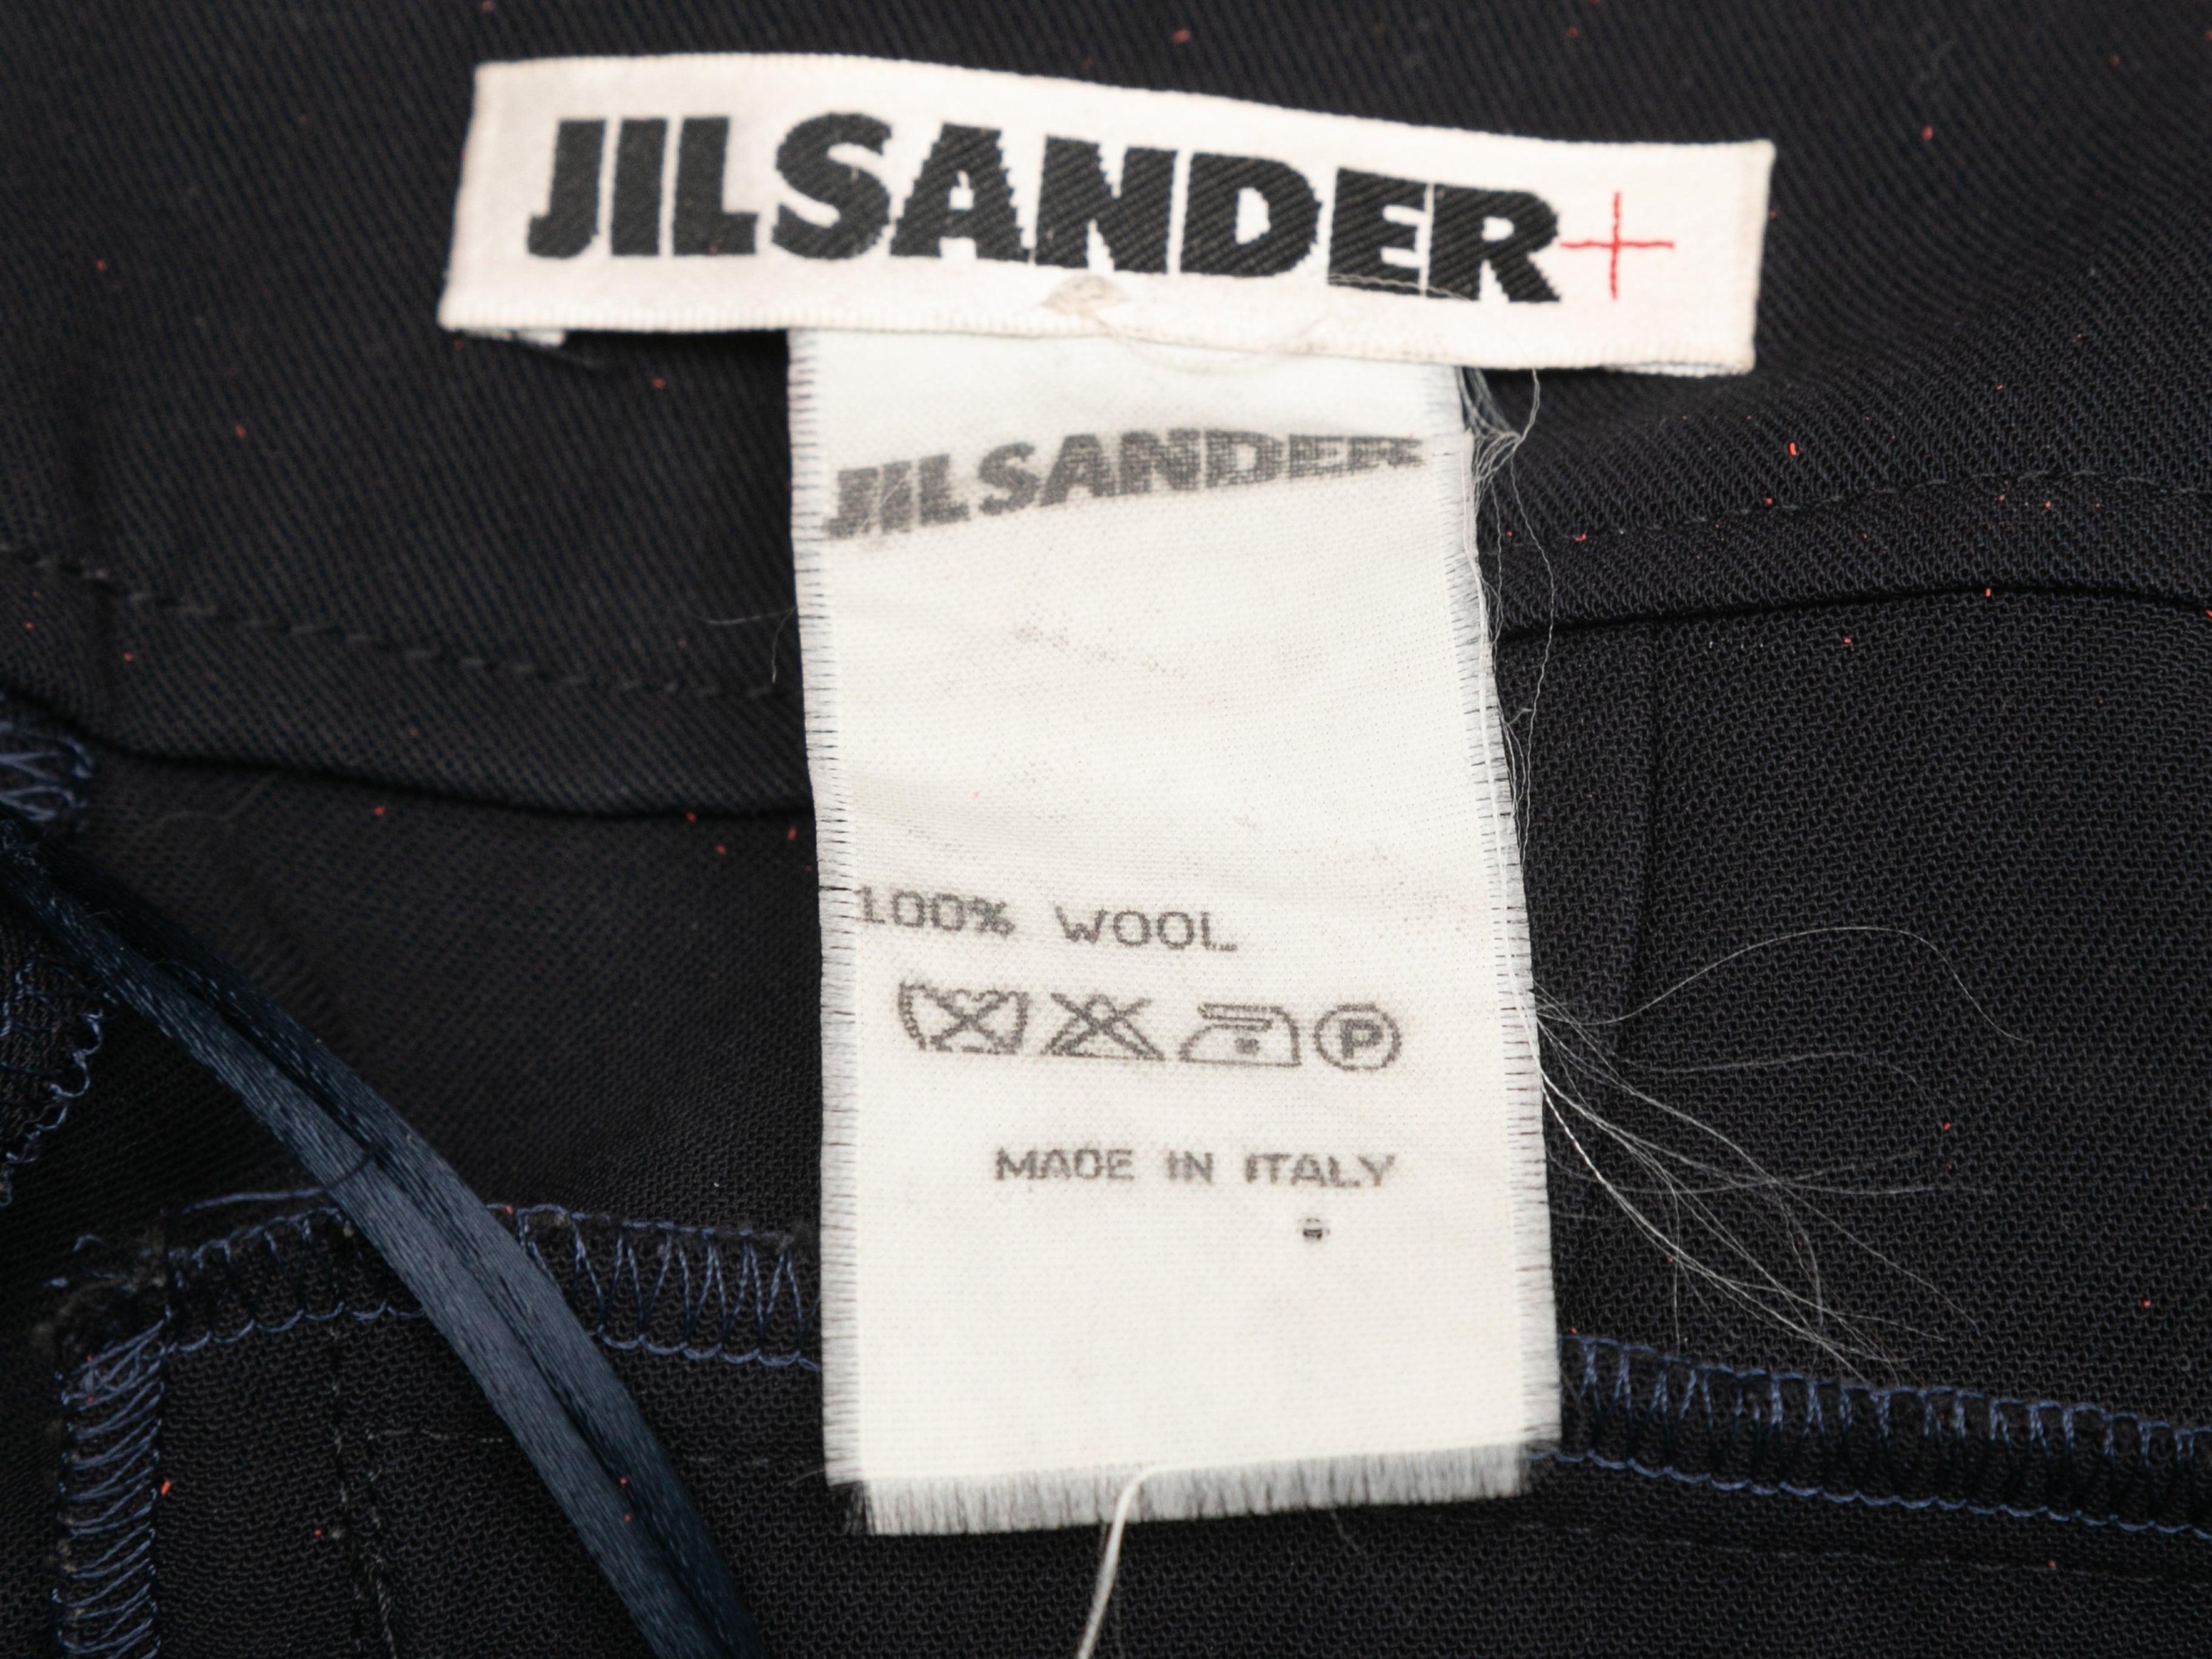 JILSANDER+
JILSANDER
100% WOOL
P
MADE IN ITALY